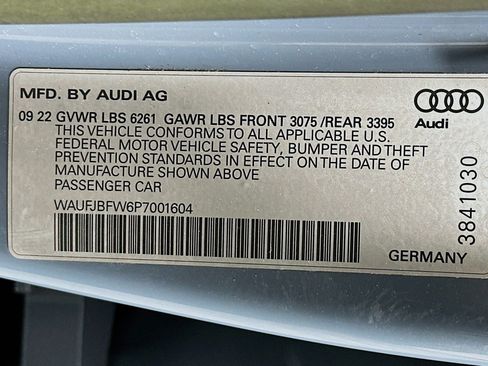 MFD. BY AUDI AG
Audi
09 22 GVWR LBS 6261 GAWR LBS FRONT 3075 /REAR 3395
THIS VEHICLE CONFORMS TO ALL APPLICABLE U.S.
FEDERAL MOTOR VEHICLE SAFETY, BUMPER AND THEFT
PREVENTION STANDARDS IN EFFECT ON THE DATE OF
MANUFACTURE SHOWN ABOVE
PASSENGER CAR
WAUFJBFW6P7001604
GERMANY
3841030